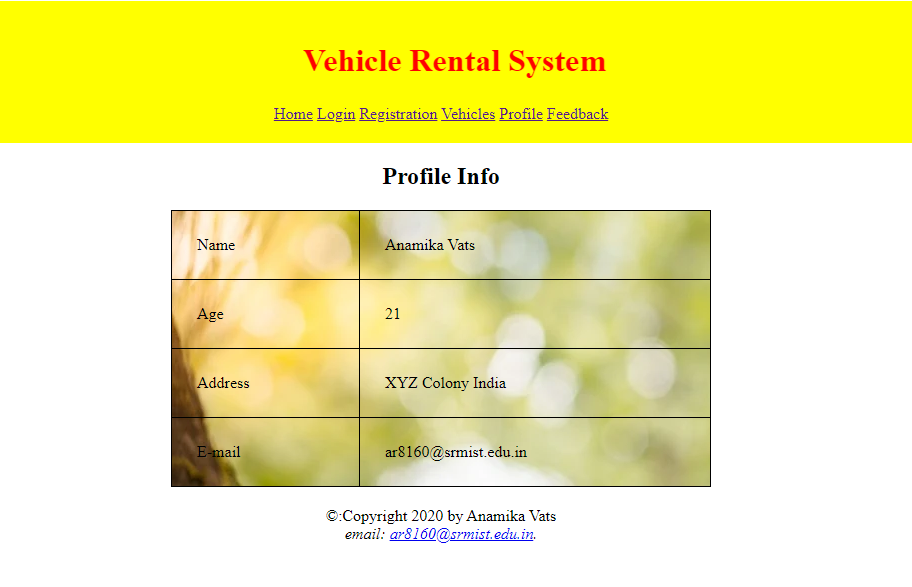 Vehicle Rental System
Home Login Registration Vehicles Profile Feedback
Profile Info
Name Anamika Vats
Age 21
Address XYZ Colony India
E-mail ar8160@srmist.edu.in
©:Copyright 2020 by Anamika Vats
email: ar8160@srmist.edu.in.